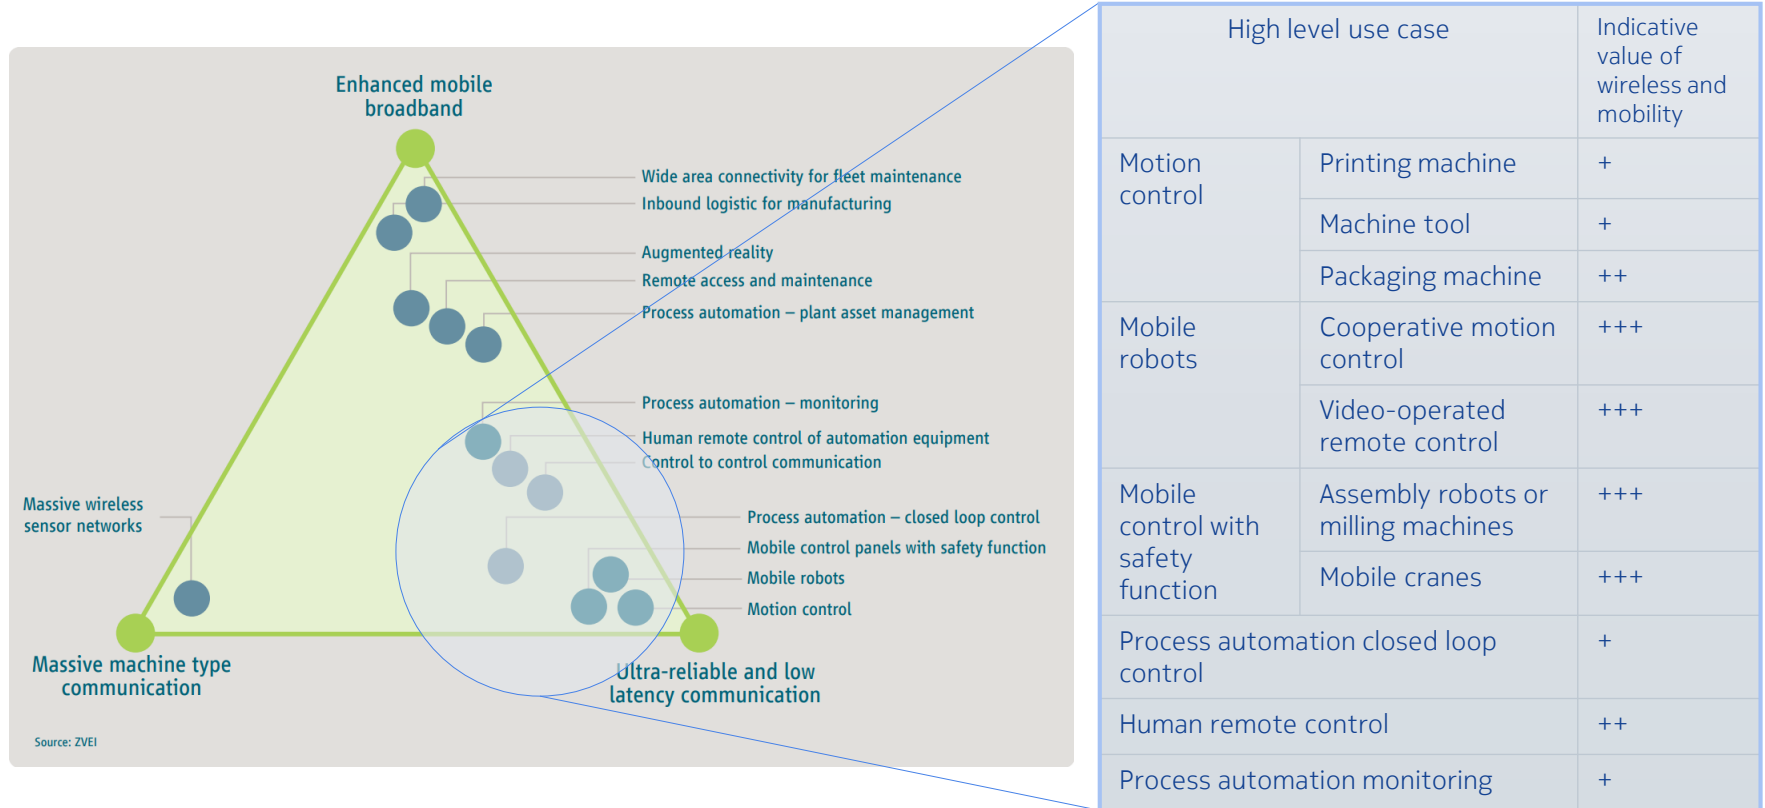 Enhanced mobile
broadband
Wide area connectivity for fleet maintenance
Inbound logistic for manufacturing
Augmented reality
Remote access and maintenance
Process automation – plant asset management
Process automation – monitoring
Human remote control of automation equipment
Control to control communication
Massive wireless
sensor networks
Process automation – closed loop control
Mobile control panels with safety function
Mobile robots
Motion control
Massive machine type
communication
Ultra-reliable and low
latency communication
Source: ZVEI
High level use case
Indicative
value of
wireless and
mobility
Motion
control
Printing machine
+
Machine tool
+
Packaging machine
++
Mobile
robots
Cooperative motion
control
+++
Video-operated
remote control
+++
Mobile
control with
safety
function
Assembly robots or
milling machines
+++
Mobile cranes
+++
Process automation closed loop
control
+
Human remote control
++
Process automation monitoring
+